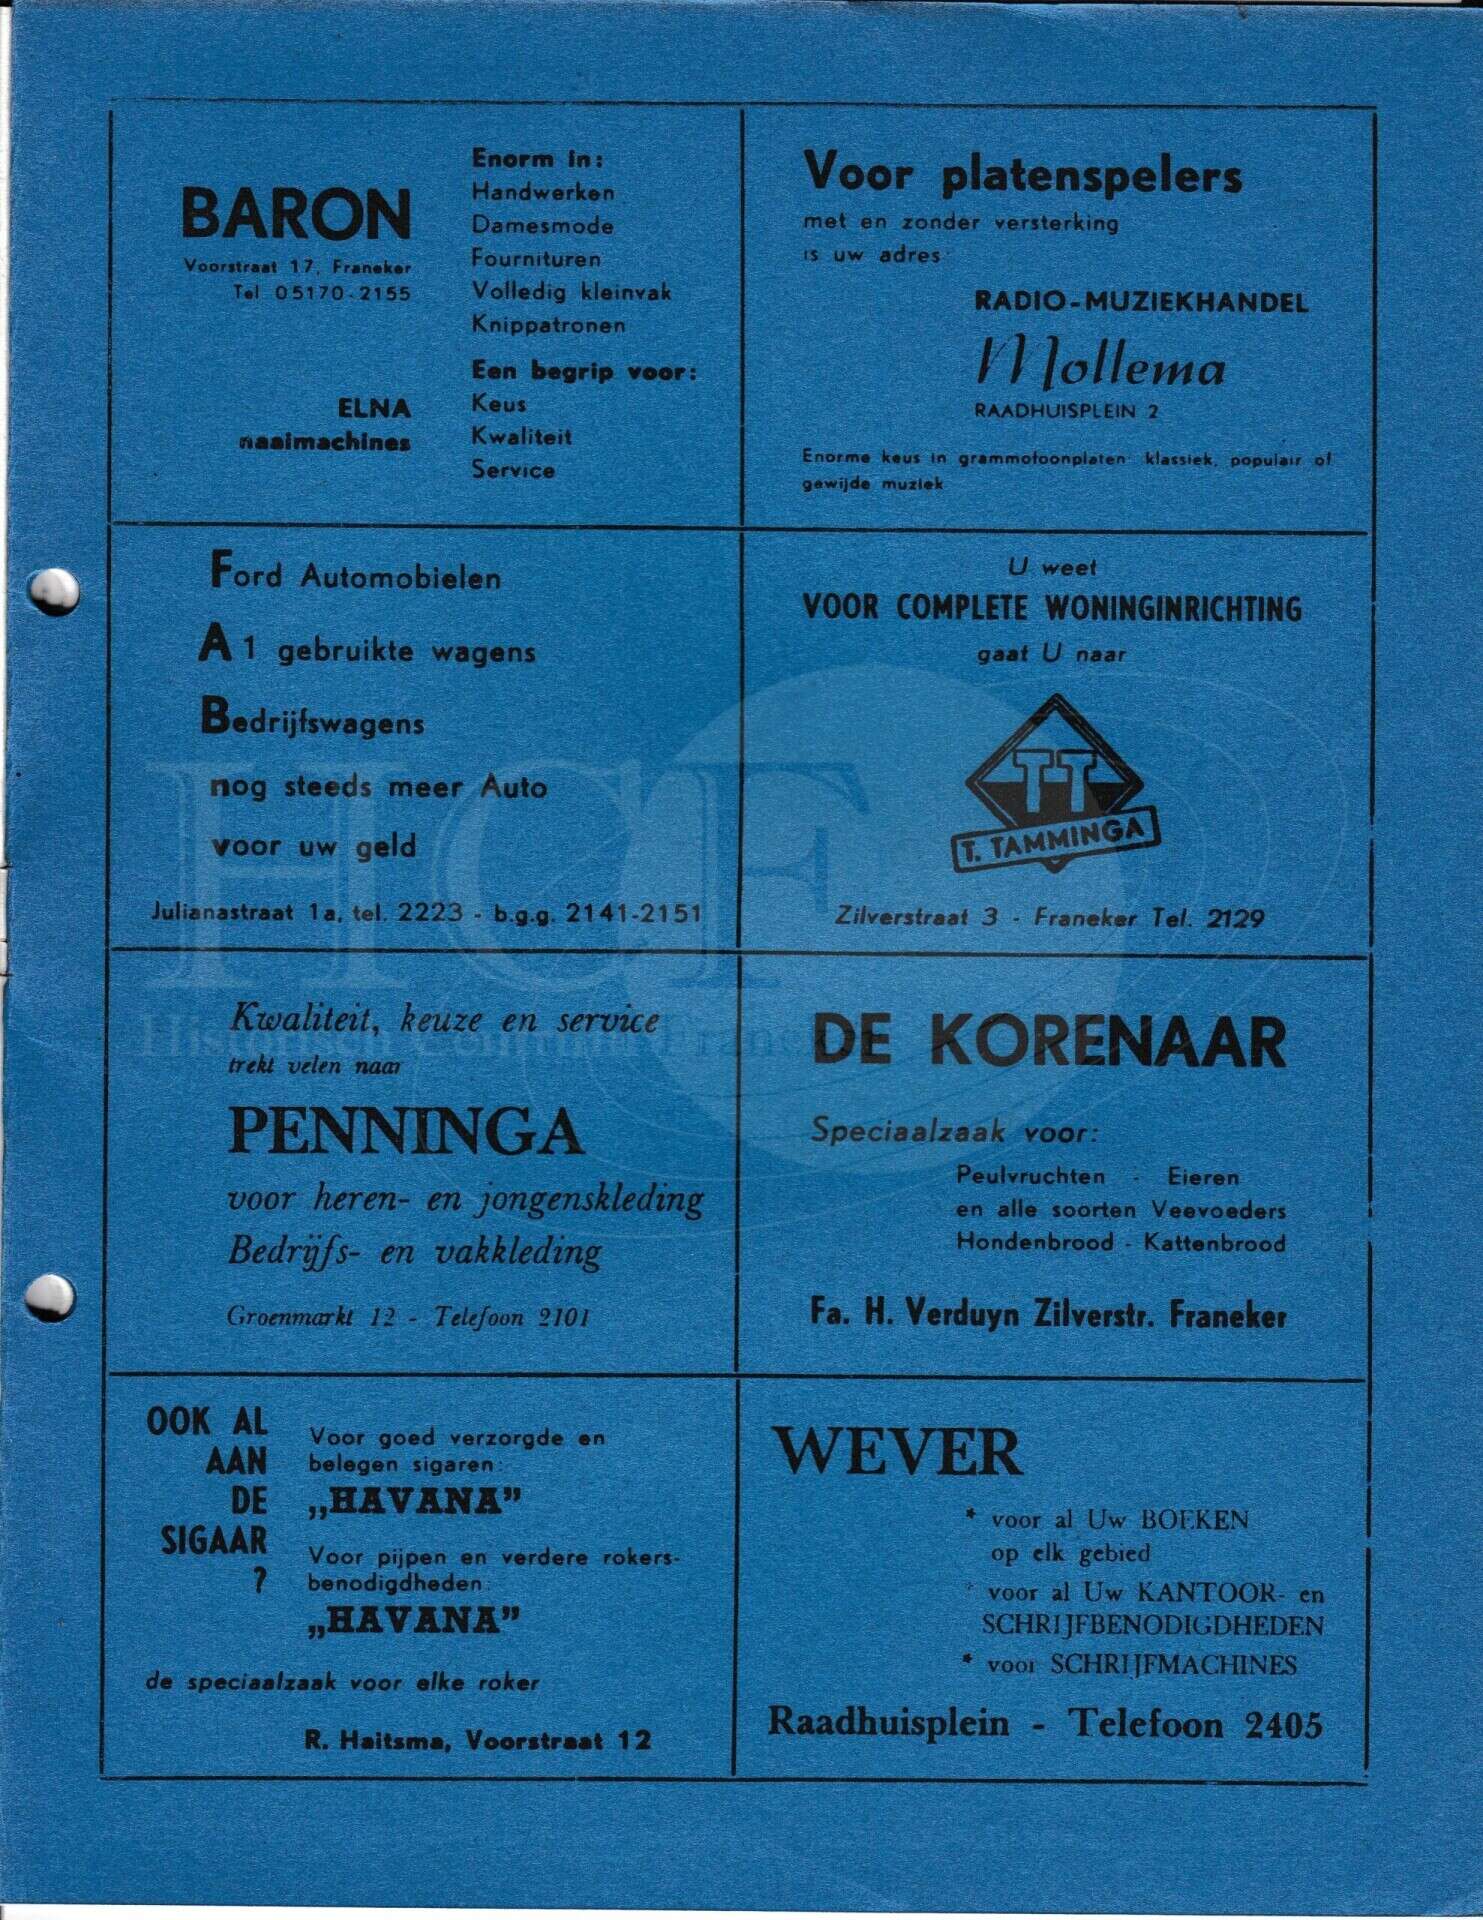 BARON
Voorstraat 17, Franeker
Tel 05170-2155
ELNA
naaimachines
Enorm in:
Handwerken
Damesmode
Fournituren
Volledig kleinvak
Knippatronen
Een begrip voor:
Keus
Kwaliteit
Service
Voor platenspelers
met en zonder versterking
is uw adres
RADIO-MUZIEKHANDEL
Mollema
RAADHUISPLEIN 2
Enorme keus in grammofoonplaten: klassiek, populair of
gewijde muziek
Ford Automobielen
A 1 gebruikte wagens
Bedrijfswagens
nog steeds meer Auto
voor uw geld
Julianastraat 1a, tel. 2223 - b.g.g. 2141-2151
U weet
VOOR COMPLETE WONINGINRICHTING
gaat U naar
TT
T. TAMMINGA
Zilverstraat 3 - Franeker Tel. 2129
HCF
Historisch Centrum Franeker
Kwaliteit, keuze en service
trekt velen naar
PENNINGA
voor heren- en jongenskleding
Bedrijfs- en vakkleding
Groenmarkt 12 - Telefoon 2101
DE KORENAAR
Speciaalzaak voor:
Peulvruchten - Eieren
en alle soorten Veevoeders
Hondenbrood - Kattenbrood
Fa. H. Verduyn Zilverstr. Franeker
OOK AL
AAN
DE
SIGAAR
?
Voor goed verzorgde en
belegen sigaren:
„HAVANA”
Voor pijpen en verdere rokers-
benodigdheden:
„HAVANA”
de speciaalzaak voor elke roker
R. Haitsma, Voorstraat 12
WEVER
* voor al Uw BOEKEN
op elk gebied
* voor al Uw KANTOOR- en
SCHRIJFBENODIGDHEDEN
* voor SCHRIJFMACHINES
Raadhuisplein - Telefoon 2405